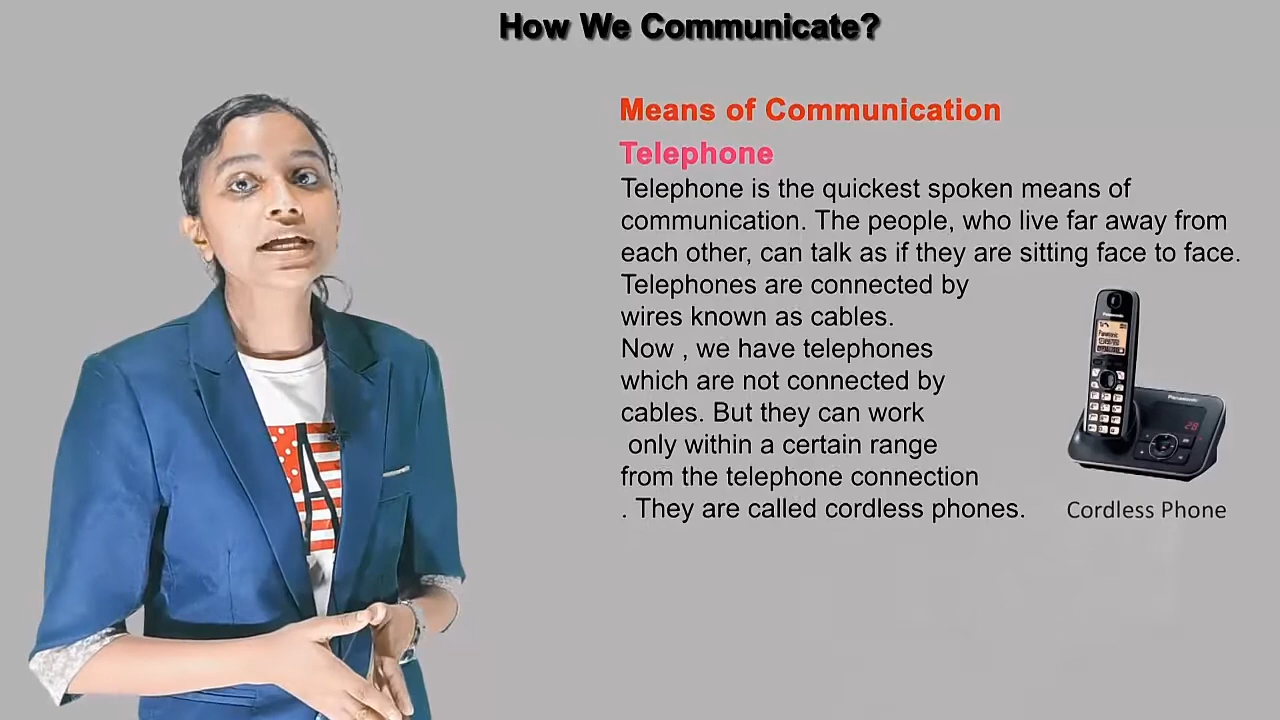 How We Communicate?
Means of Communication
Telephone
Telephone is the quickest spoken means of
communication. The people, who live far away from
each other, can talk as if they are sitting face to face.
Telephones are connected by
wires known as cables.
Now , we have telephones
which are not connected by
cables. But they can work
only within a certain range
from the telephone connection
. They are called cordless phones.
Panasonic
Panasonic
28
Cordless Phone